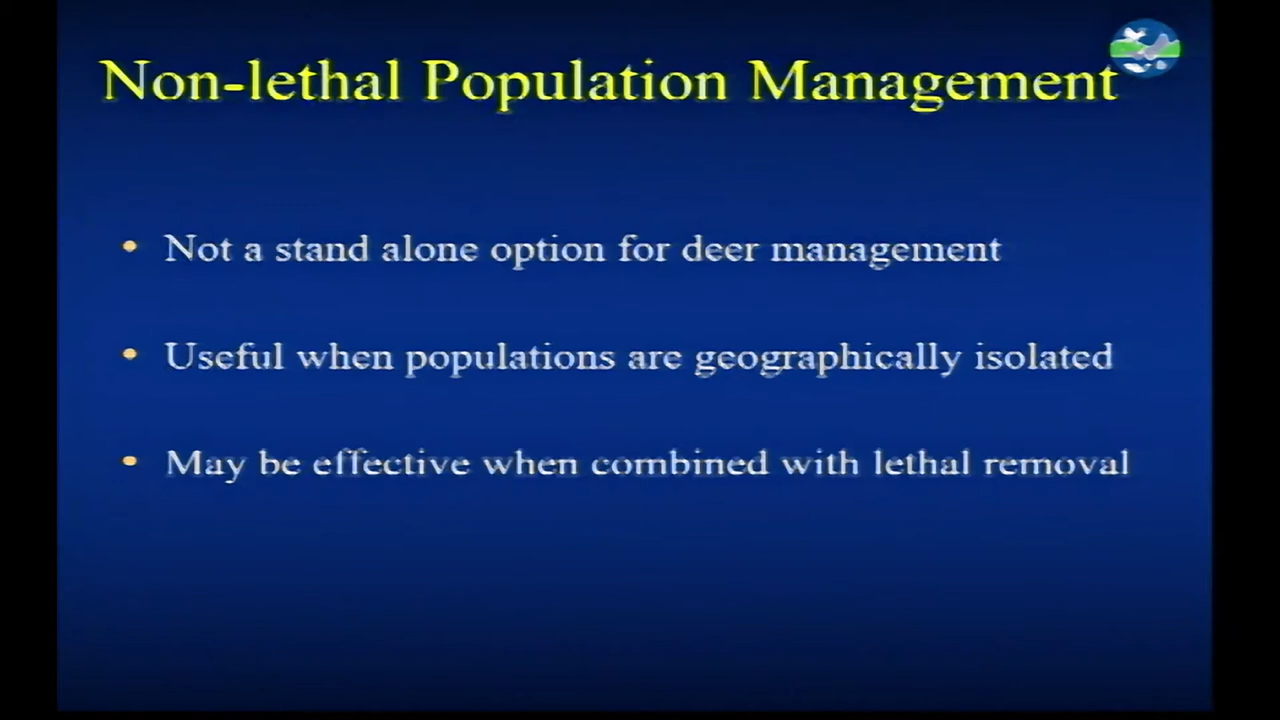 Non-lethal Population Management
• Not a stand alone option for deer management
• Useful when populations are geographically isolated
• May be effective when combined with lethal removal